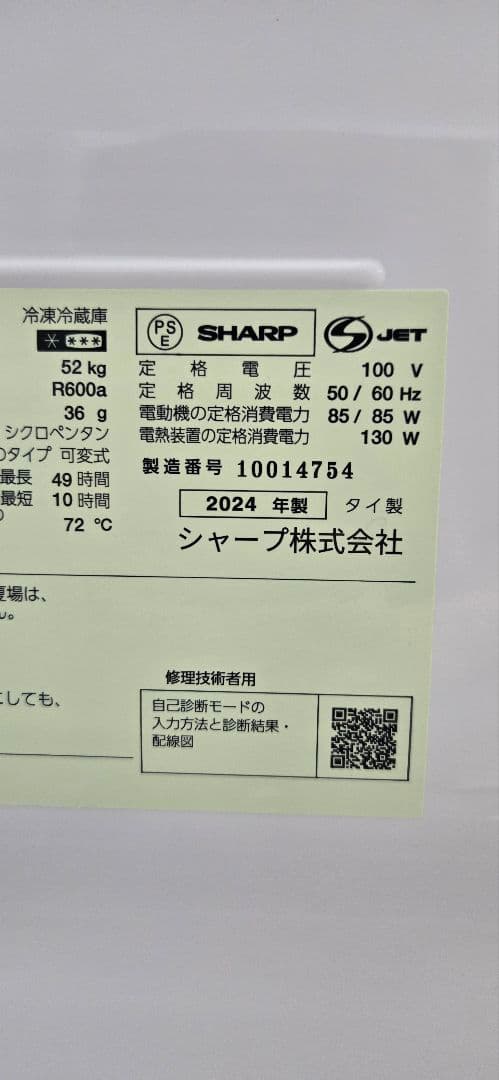 冷凍冷蔵庫
* ***
52 kg
R600a
36 g
シクロペンタン
のタイプ 可変式
最長 49 時間
最短 10 時間
72 ℃
PS
E
SHARP
JET
定格電圧 100 V
定格周波数 50 / 60 Hz
電動機の定格消費電力 85 / 85 W
電熱装置の定格消費電力 130 W
製造番号 10014754
2024 年製 タイ製
シャープ株式会社
夏場は、
ん。
にしても、
修理技術者用
自己診断モードの
入力方法と診断結果・
配線図